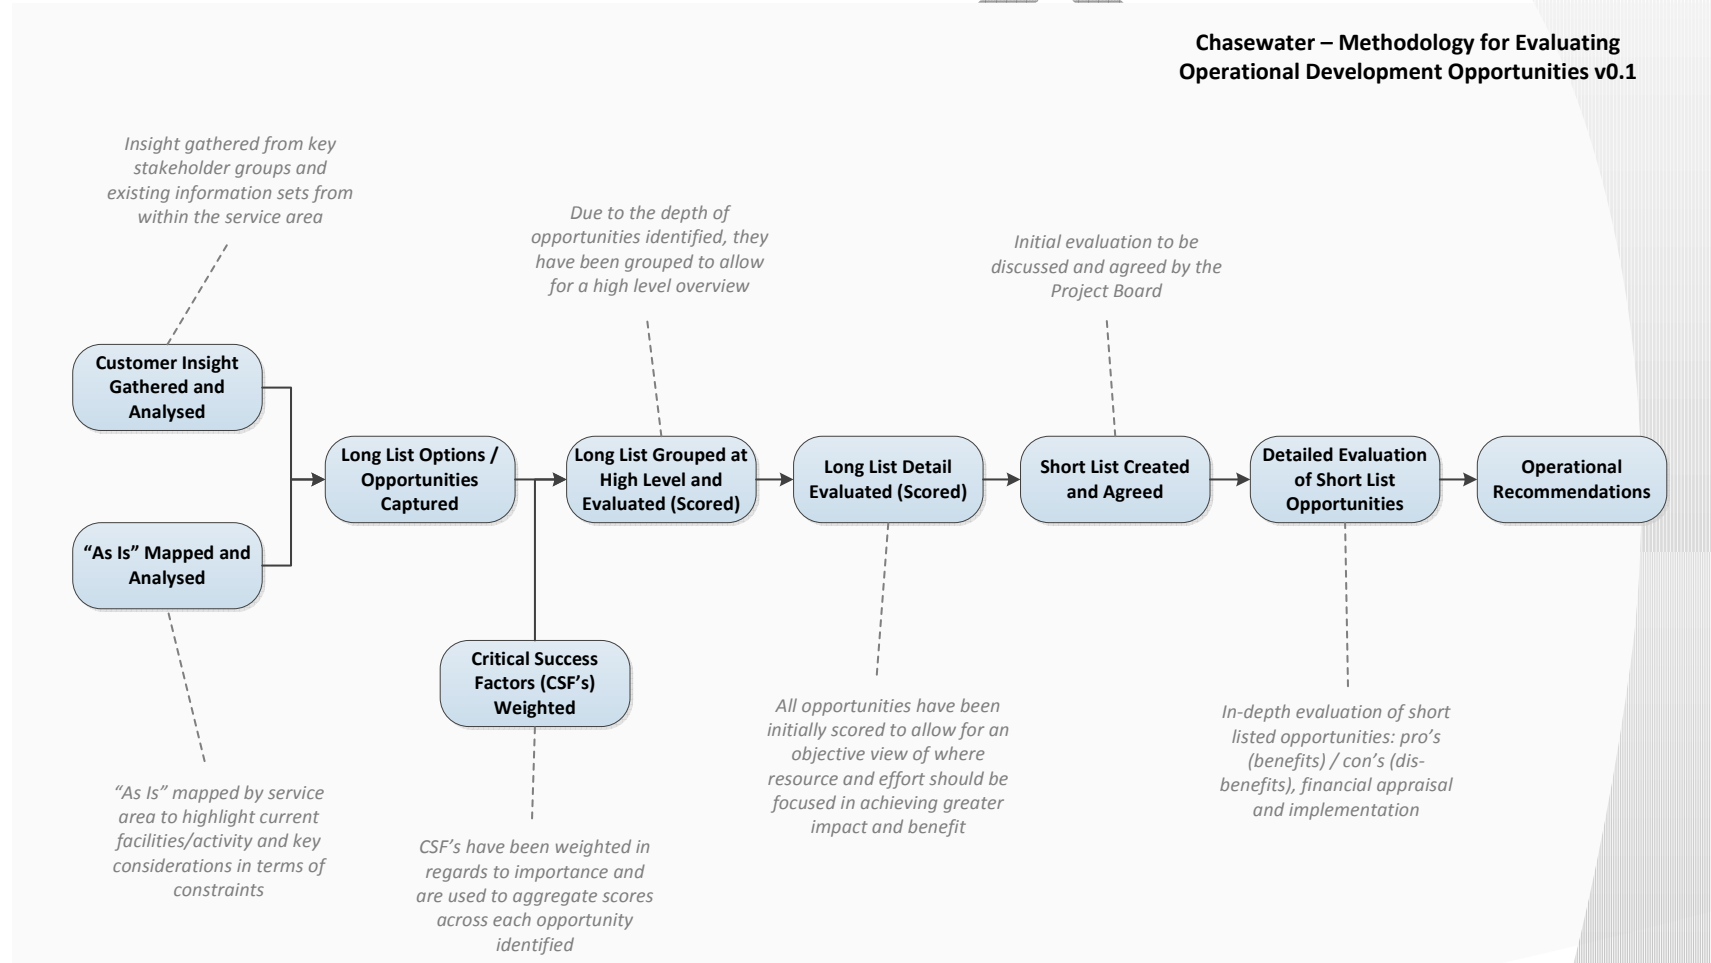 Chasewater – Methodology for Evaluating
Operational Development Opportunities v0.1
Insight gathered from key
stakeholder groups and
existing information sets from
within the service area
Due to the depth of
opportunities identified, they
have been grouped to allow
for a high level overview
Initial evaluation to be
discussed and agreed by the
Project Board
Customer Insight
Gathered and
Analysed
“As Is” Mapped and
Analysed
Long List Options /
Opportunities
Captured
Long List Grouped at
High Level and
Evaluated (Scored)
Long List Detail
Evaluated (Scored)
Short List Created
and Agreed
Detailed Evaluation
of Short List
Opportunities
Operational
Recommendations
Critical Success
Factors (CSF’s)
Weighted
“As Is” mapped by service
area to highlight current
facilities/activity and key
considerations in terms of
constraints
CSF’s have been weighted in
regards to importance and
are used to aggregate scores
across each opportunity
identified
All opportunities have been
initially scored to allow for an
objective view of where
resource and effort should be
focused in achieving greater
impact and benefit
In-depth evaluation of short
listed opportunities: pro’s
(benefits) / con’s (dis-
benefits), financial appraisal
and implementation